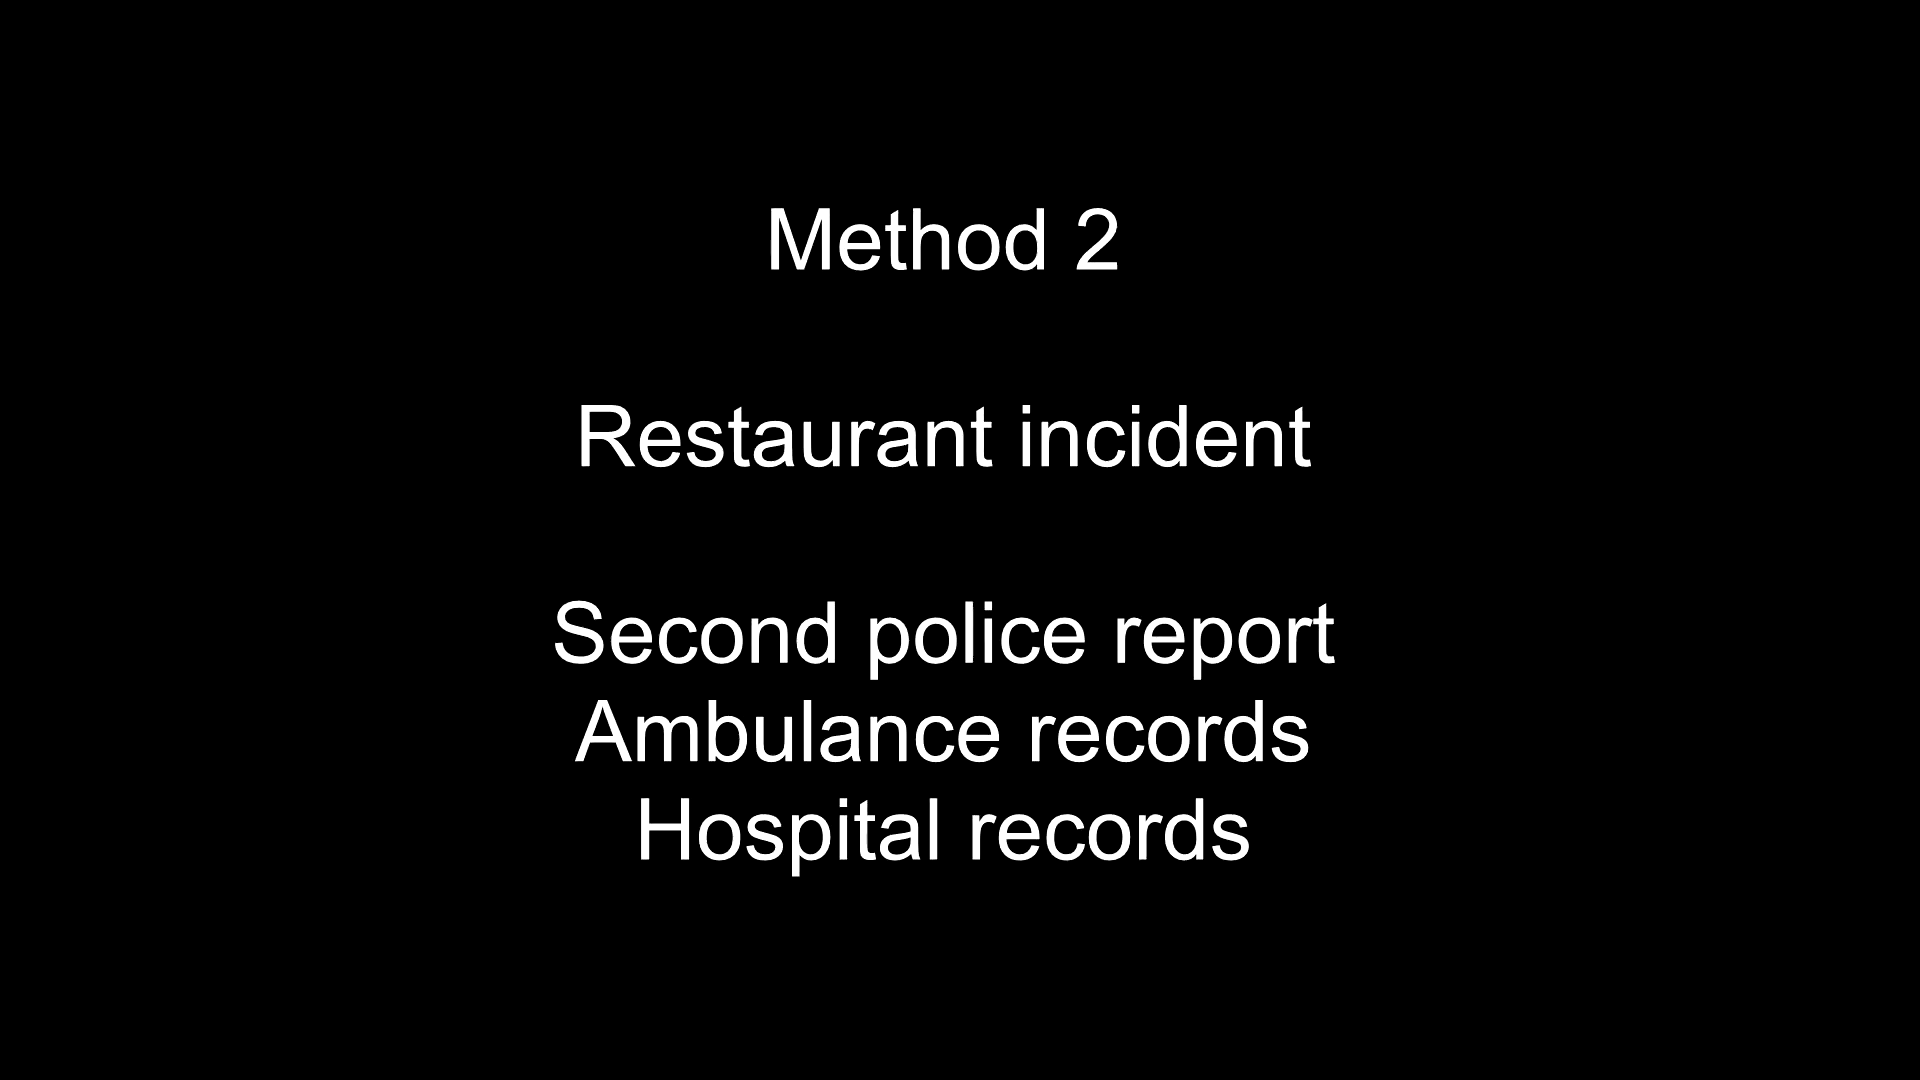 Method 2
Restaurant incident
Second police report
Ambulance records
Hospital records